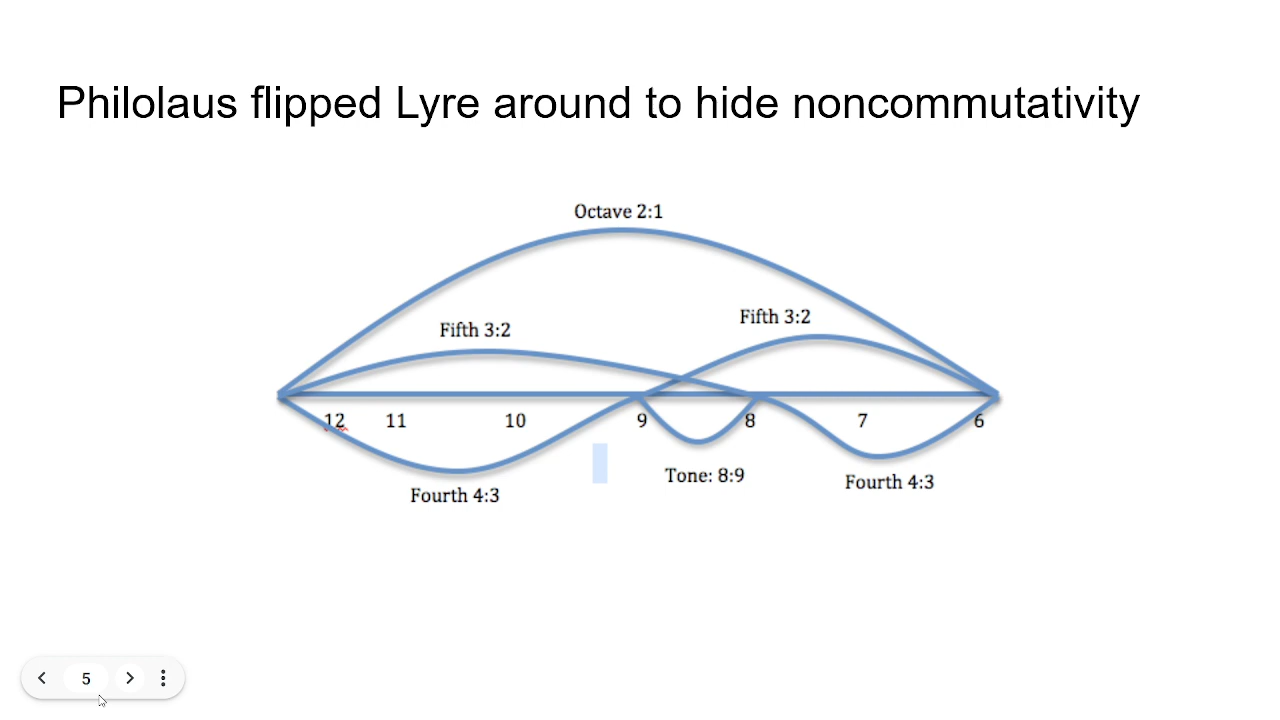 Philolaus flipped Lyre around to hide noncommutativity
Octave 2:1
Fifth 3:2
Fifth 3:2
12 11 10 9 8 7 6
Tone: 8:9
Fourth 4:3
Fourth 4:3
5